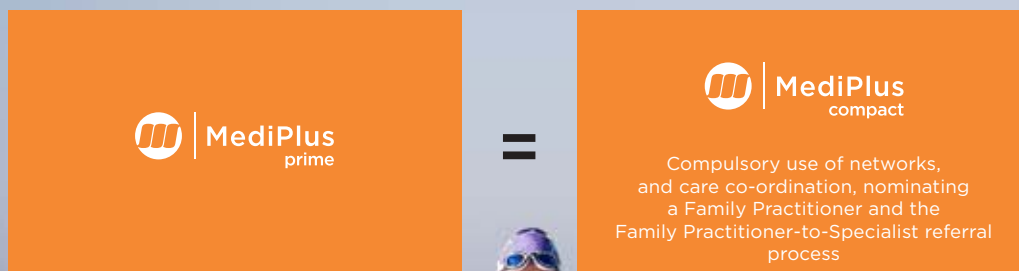 MediPlus
prime
=
MediPlus
compact
Compulsory use of networks,
and care co-ordination, nominating
a Family Practitioner and the
Family Practitioner-to-Specialist referral
process